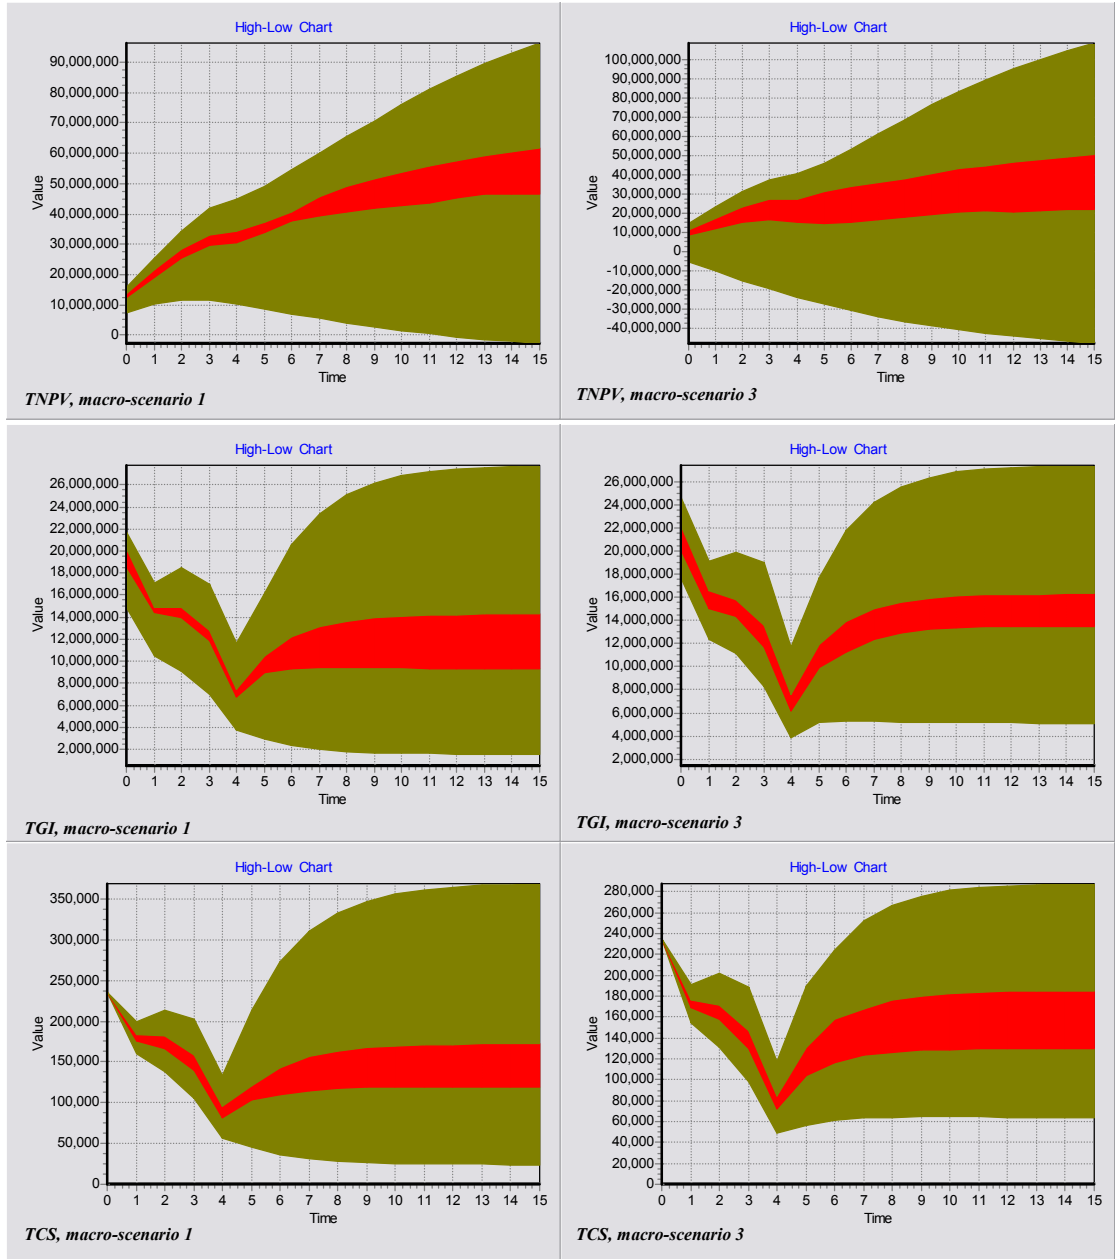 High-Low Chart
Value
90,000,000
80,000,000
70,000,000
60,000,000
50,000,000
40,000,000
30,000,000
20,000,000
10,000,000
0
0 1 2 3 4 5 6 7 8 9 10 11 12 13 14 15
Time
TNPV, macro-scenario 1
High-Low Chart
Value
100,000,000
90,000,000
80,000,000
70,000,000
60,000,000
50,000,000
40,000,000
30,000,000
20,000,000
10,000,000
0
-10,000,000
-20,000,000
-30,000,000
-40,000,000
0 1 2 3 4 5 6 7 8 9 10 11 12 13 14 15
Time
TNPV, macro-scenario 3
High-Low Chart
Value
26,000,000
24,000,000
22,000,000
20,000,000
18,000,000
16,000,000
14,000,000
12,000,000
10,000,000
8,000,000
6,000,000
4,000,000
2,000,000
0 1 2 3 4 5 6 7 8 9 10 11 12 13 14 15
Time
TGI, macro-scenario 1
High-Low Chart
Value
26,000,000
24,000,000
22,000,000
20,000,000
18,000,000
16,000,000
14,000,000
12,000,000
10,000,000
8,000,000
6,000,000
4,000,000
2,000,000
0 1 2 3 4 5 6 7 8 9 10 11 12 13 14 15
Time
TGI, macro-scenario 3
High-Low Chart
Value
350,000
300,000
250,000
200,000
150,000
100,000
50,000
0
0 1 2 3 4 5 6 7 8 9 10 11 12 13 14 15
Time
TCS, macro-scenario 1
High-Low Chart
Value
280,000
260,000
240,000
220,000
200,000
180,000
160,000
140,000
120,000
100,000
80,000
60,000
40,000
20,000
0
0 1 2 3 4 5 6 7 8 9 10 11 12 13 14 15
Time
TCS, macro-scenario 3